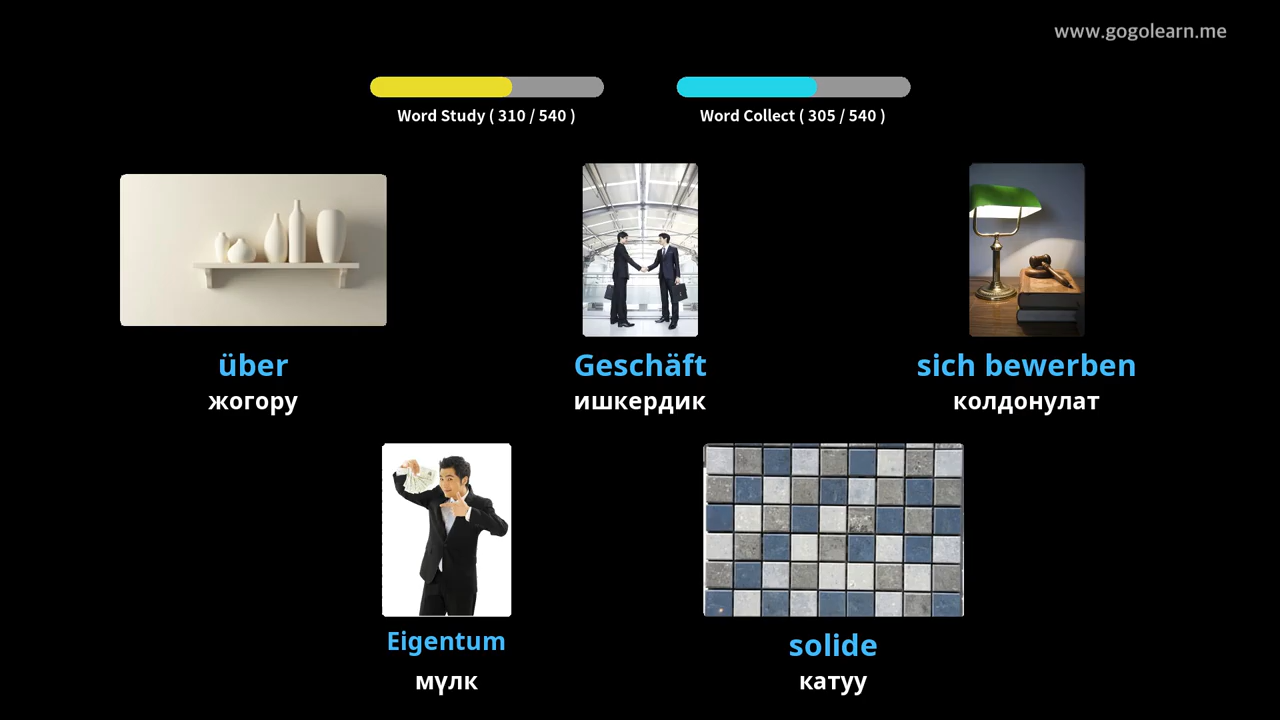 www.gogolearn.me
Word Study ( 310 / 540 )
Word Collect ( 305 / 540 )
über
жогору
Geschäft
ишкердик
sich bewerben
колдонулат
Eigentum
мүлк
solide
катуу